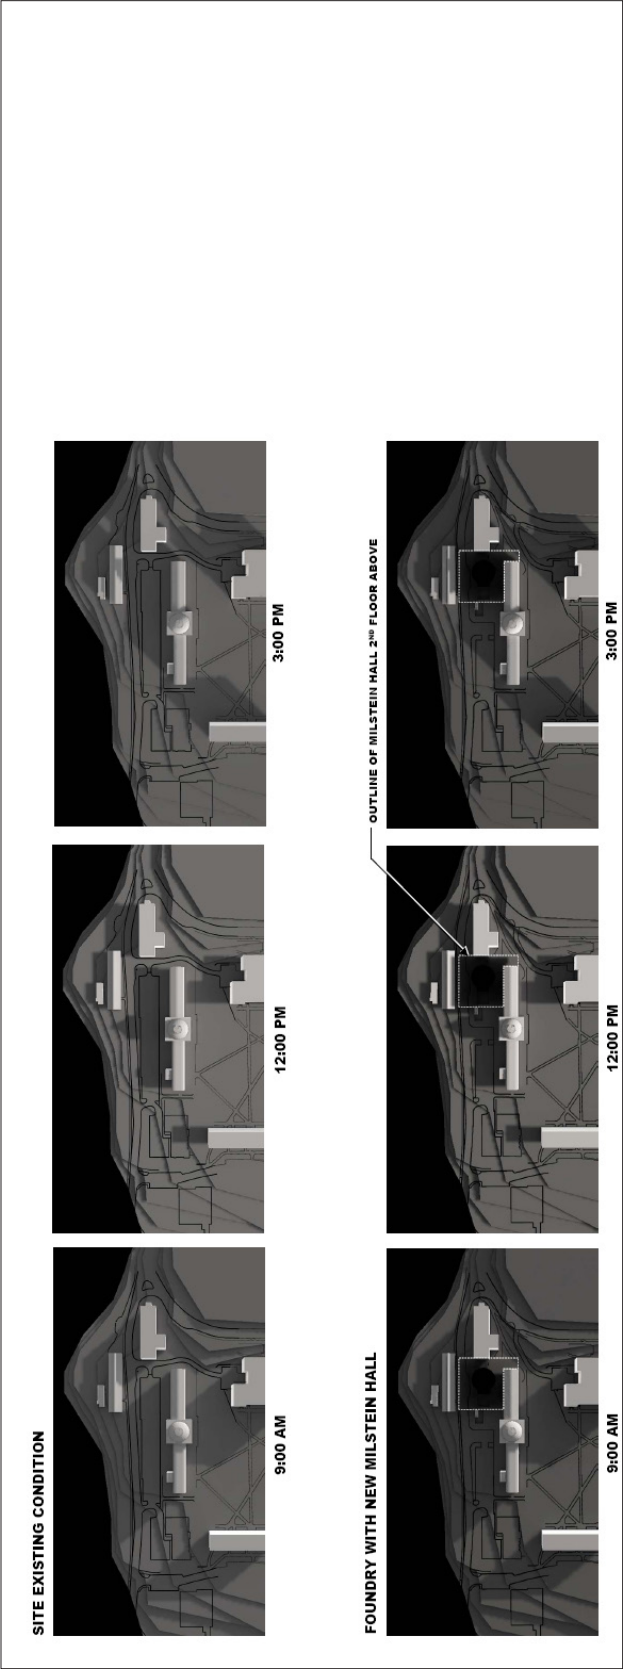 SITE EXISTING CONDITION
9:00 AM
12:00 PM
3:00 PM
FOUNDRY WITH NEW MILSTEIN HALL
OUTLINE OF MILSTEIN HALL 2ND FLOOR ABOVE
9:00 AM
12:00 PM
3:00 PM